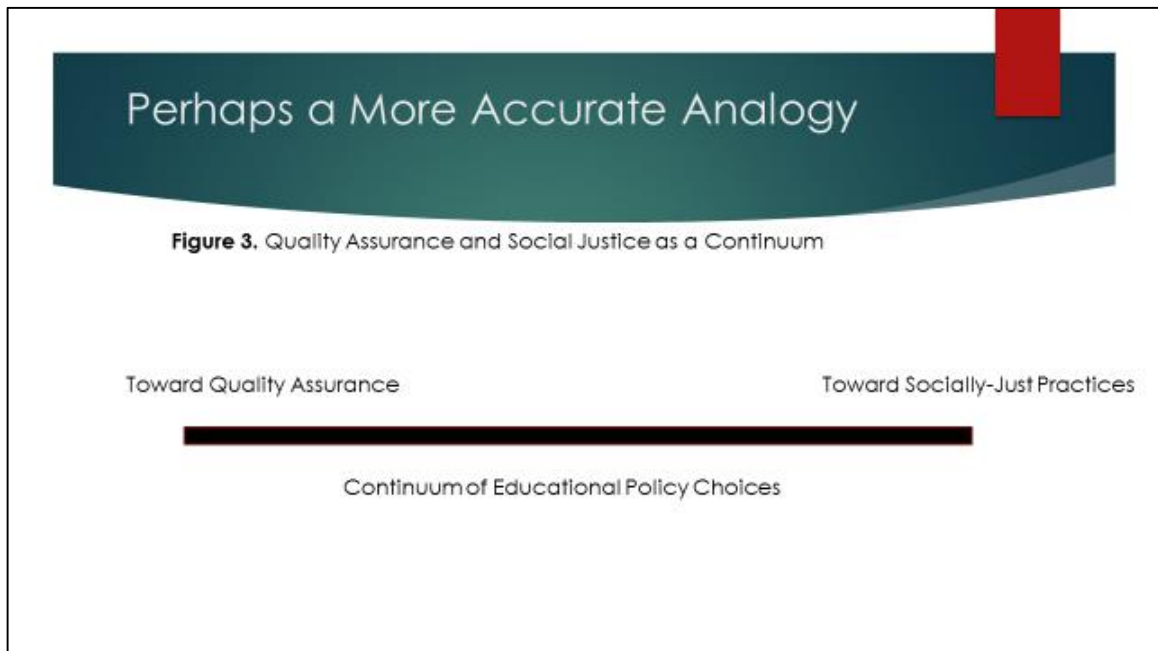 Perhaps a More Accurate Analogy
Figure 3. Quality Assurance and Social Justice as a Continuum
Toward Quality Assurance
Toward Socially-Just Practices
Continuum of Educational Policy Choices